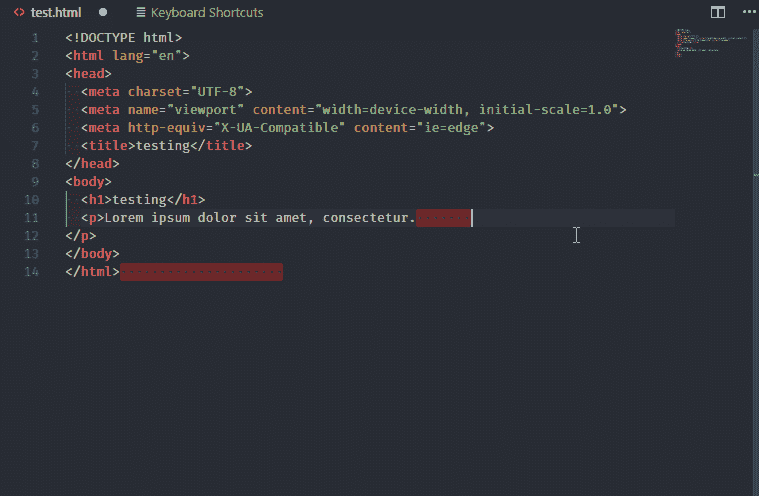 test.html
Keyboard Shortcuts
1 <!DOCTYPE html>
2 <html lang="en">
3 <head>
4 <meta charset="UTF-8">
5 <meta name="viewport" content="width=device-width, initial-scale=1.0">
6 <meta http-equiv="X-UA-Compatible" content="ie=edge">
7 <title>testing</title>
8 </head>
9 <body>
10 <h1>testing</h1>
11 <p>Lorem ipsum dolor sit amet, consectetur.
12 </p>
13 </body>
14 </html>